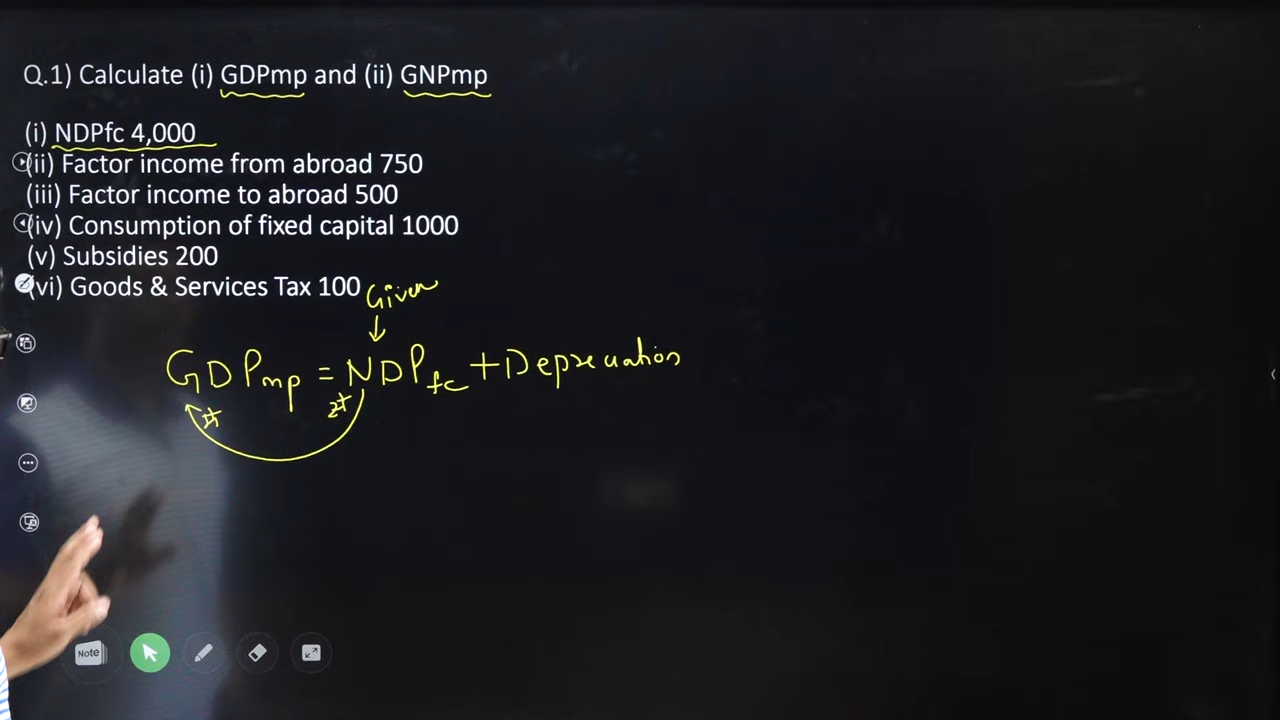 Q.1) Calculate (i) GDPmp and (ii) GNPmp
(i) NDPfc 4,000
(ii) Factor income from abroad 750
(iii) Factor income to abroad 500
(iv) Consumption of fixed capital 1000
(v) Subsidies 200
(vi) Goods & Services Tax 100
Given
GDPmp = NDPfc + Depreciation
Note